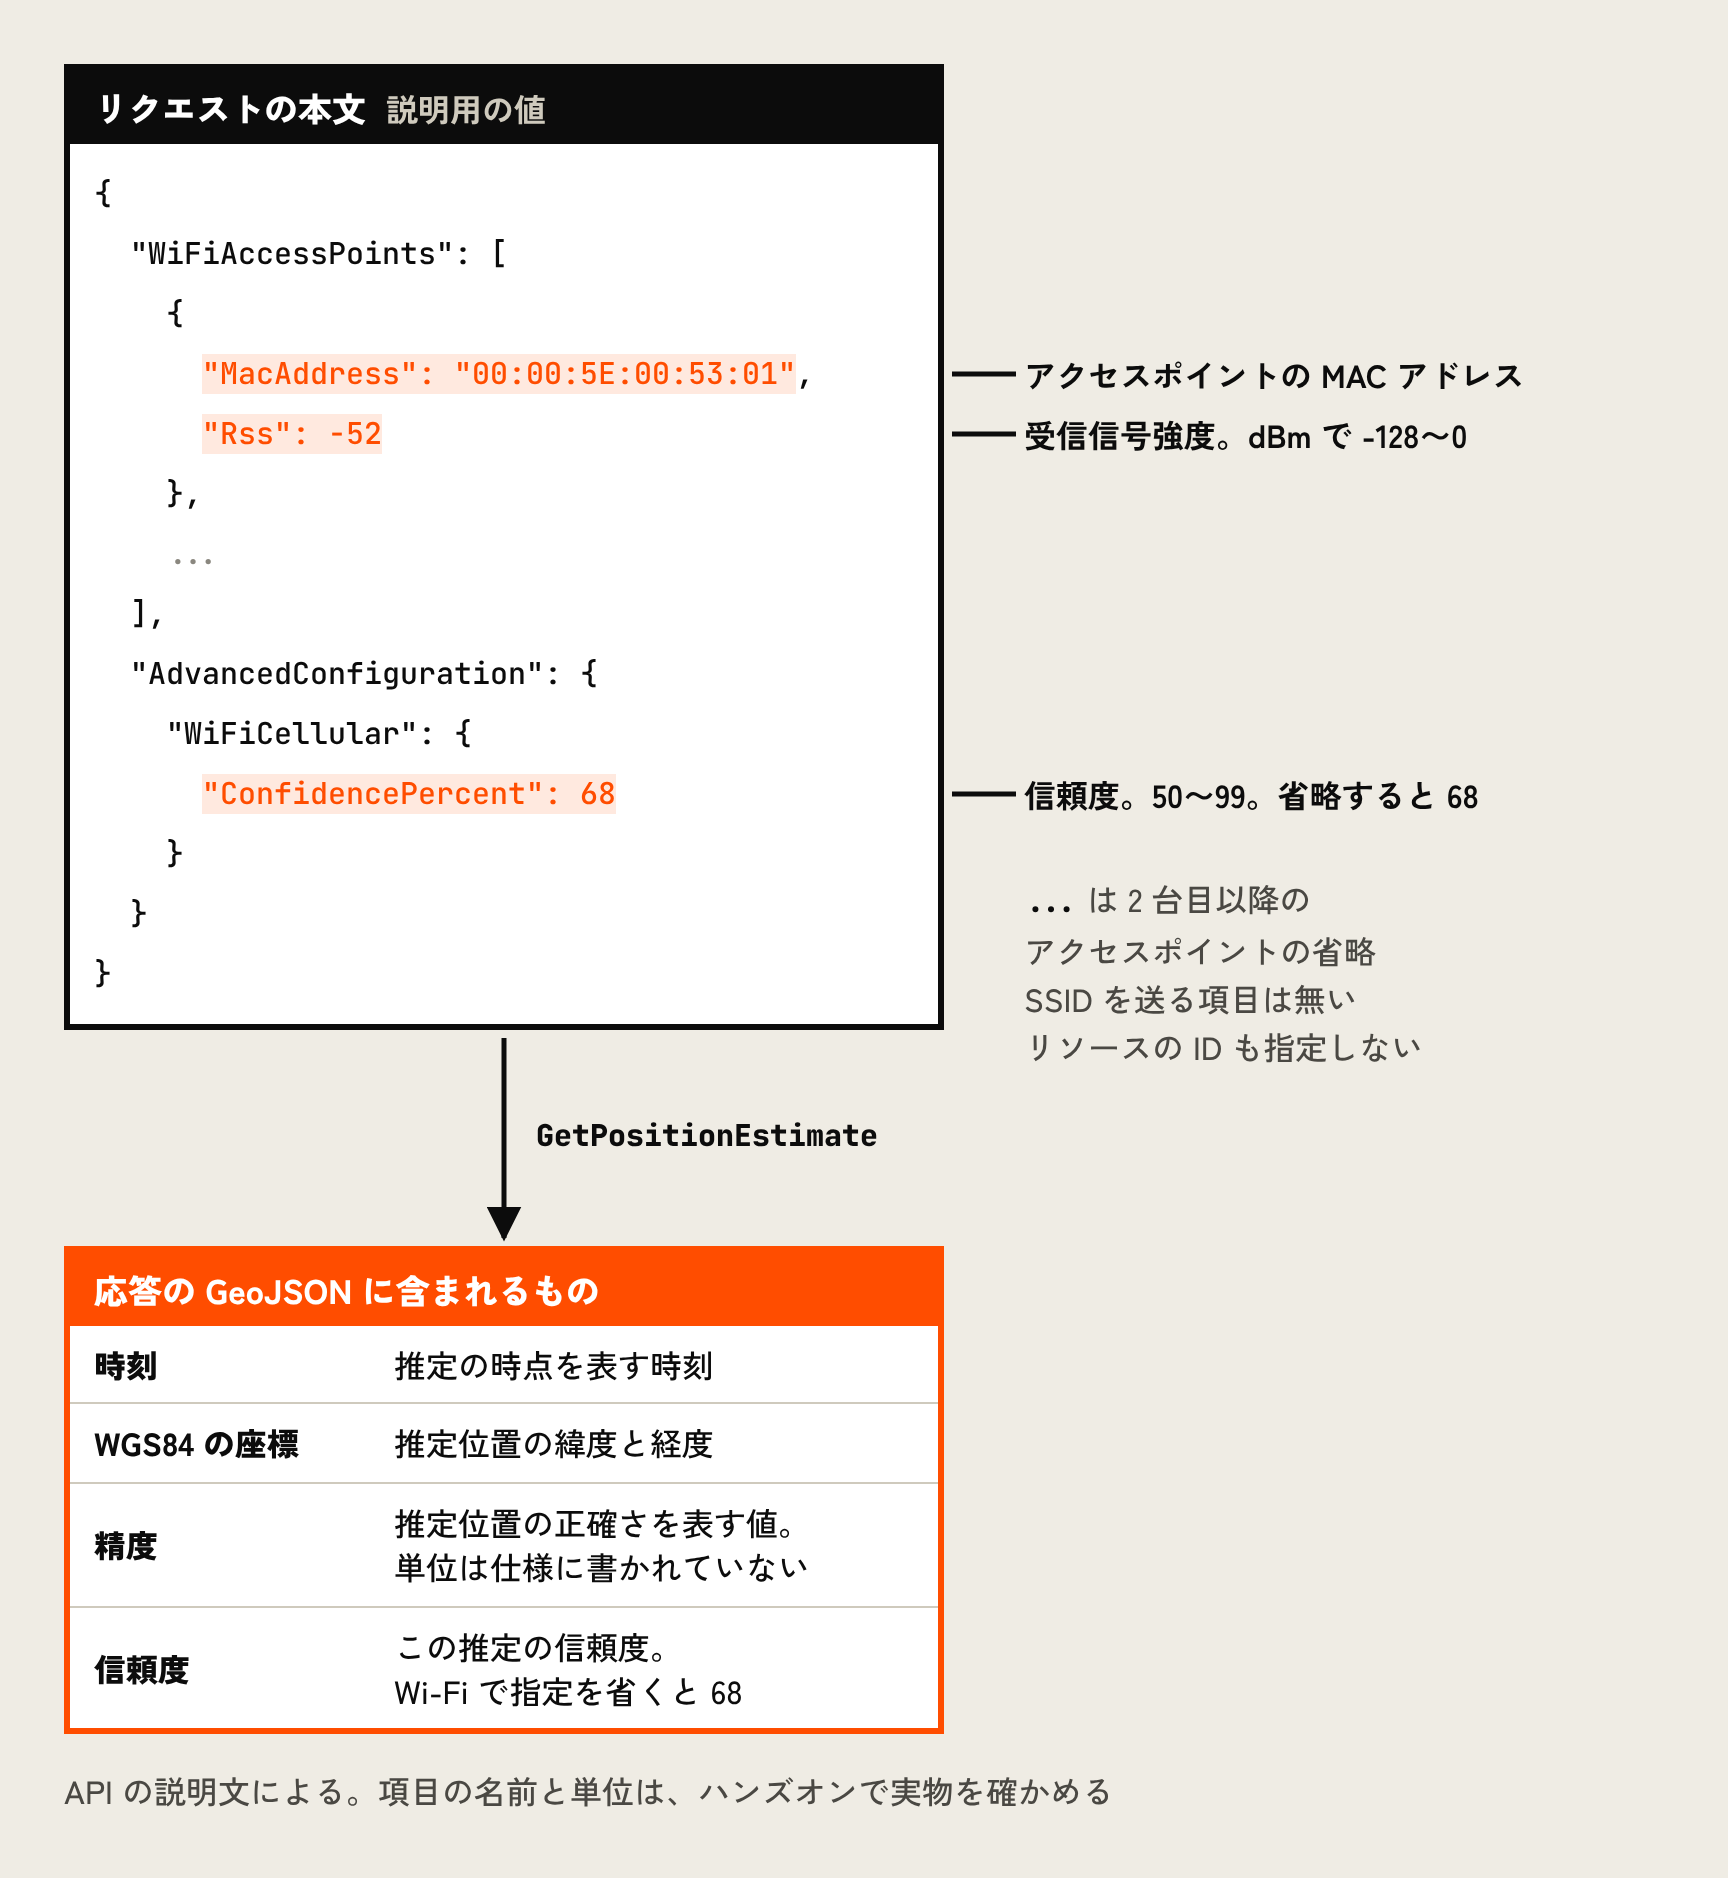 リクエストの本文 説明用の値
{
"WiFiAccessPoints": [
{
"MacAddress": "00:00:5E:00:53:01",
アクセスポイントの MAC アドレス
"Rss": -52
受信信号強度。dBm で -128〜0
},
...
],
"AdvancedConfiguration": {
"WiFiCellular": {
"ConfidencePercent": 68
信頼度。50〜99。省略すると 68
}
}
}
... は 2 台目以降の
アクセスポイントの省略
SSID を送る項目は無い
リソースの ID も指定しない
GetPositionEstimate
応答の GeoJSON に含まれるもの
時刻 推定の時点を表す時刻
WGS84 の座標 推定位置の緯度と経度
精度 推定位置の正確さを表す値。
単位は仕様に書かれていない
信頼度 この推定の信頼度。
Wi-Fi で指定を省くと 68
API の説明文による。項目の名前と単位は、ハンズオンで実物を確かめる